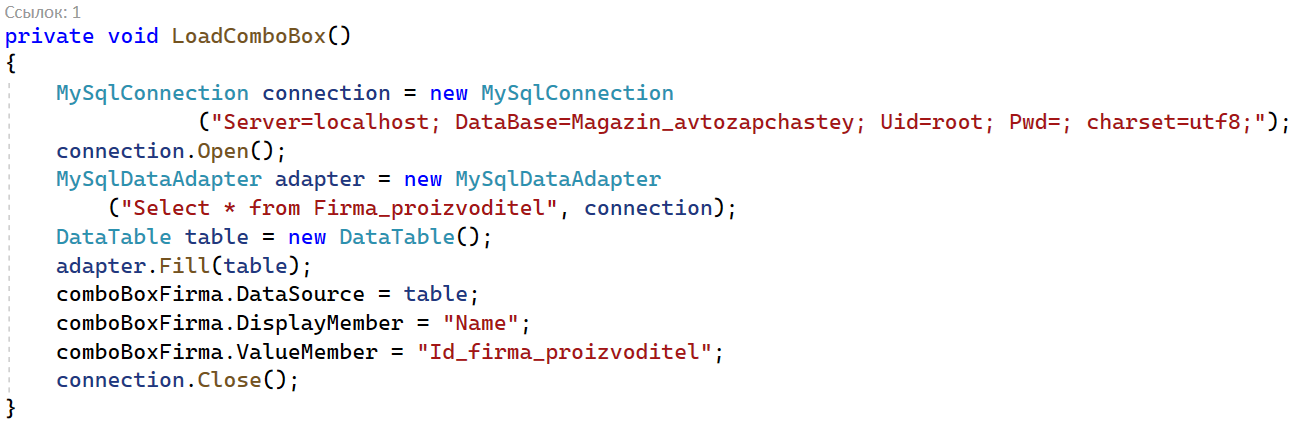 Ссылок: 1
private void LoadComboBox()
{
MySqlConnection connection = new MySqlConnection
("Server=localhost; DataBase=Magazin_avtozapchastey; Uid=root; Pwd=; charset=utf8;");
connection.Open();
MySqlDataAdapter adapter = new MySqlDataAdapter
("Select * from Firma_proizvoditel", connection);
DataTable table = new DataTable();
adapter.Fill(table);
comboBoxFirma.DataSource = table;
comboBoxFirma.DisplayMember = "Name";
comboBoxFirma.ValueMember = "Id_firma_proizvoditel";
connection.Close();
}